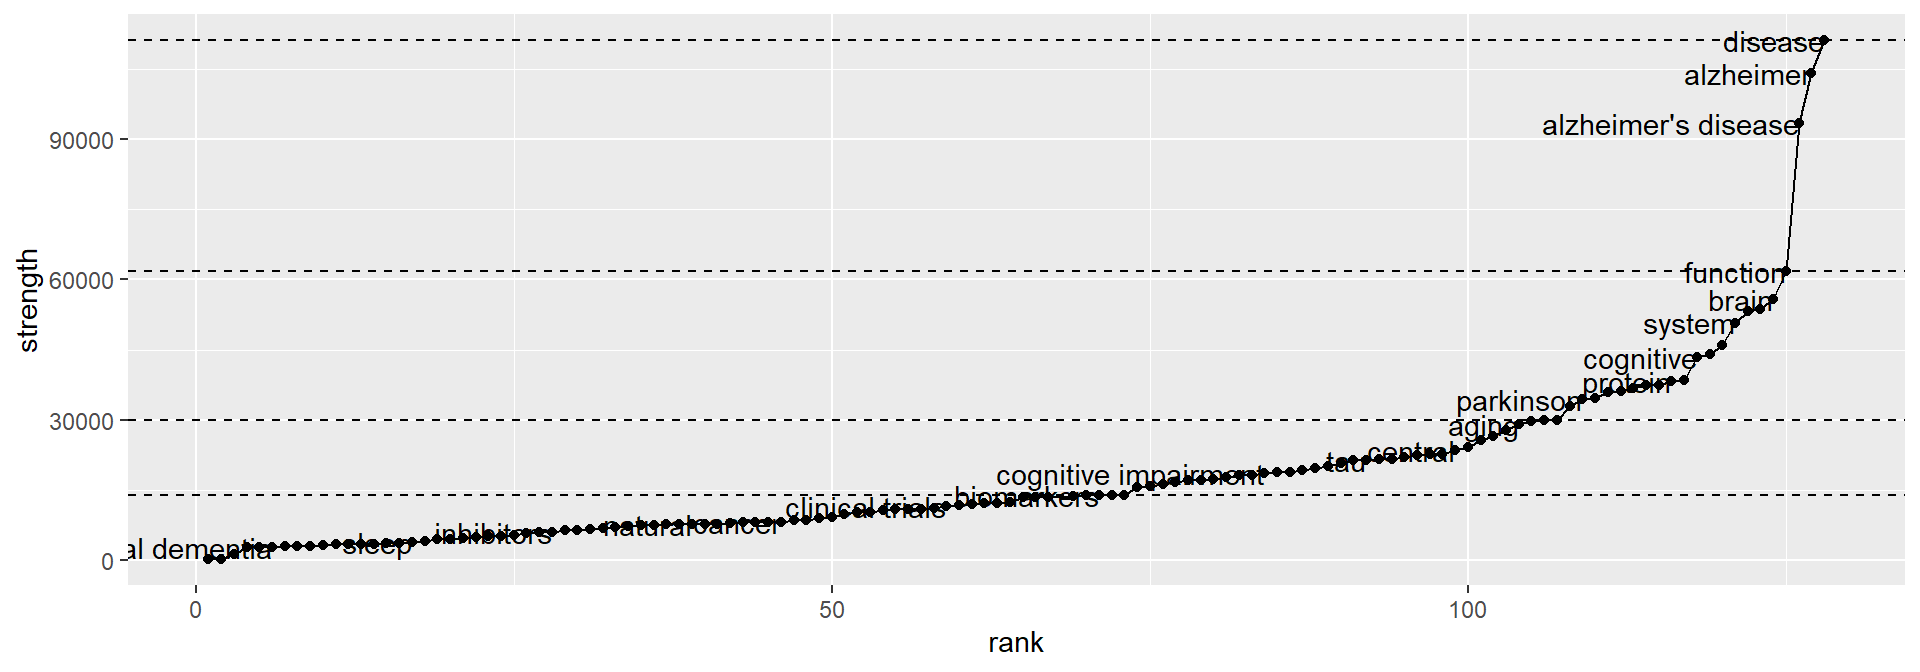 disease
alzheimer
alzheimer's disease
90000
function
60000
brain
system
cognitive
protein
parkinson
30000
aging
central
tau
cognitive impairment
biomarkers
clinical trials
natural
cancer
inhibitors
sleep
al dementia
0
0
50
100
rank
strength